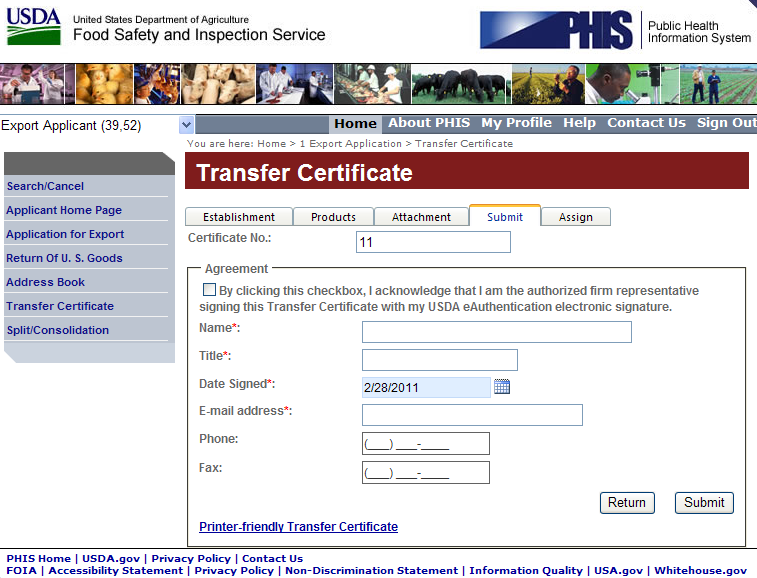 USDA
United States Department of Agriculture
Food Safety and Inspection Service
PHIS
Public Health
Information System
Export Applicant (39,52)
Home About PHIS My Profile Help Contact Us Sign Out
You are here: Home > 1 Export Application > Transfer Certificate
Search/Cancel
Applicant Home Page
Application for Export
Return Of U. S. Goods
Address Book
Transfer Certificate
Split/Consolidation
Transfer Certificate
Establishment Products Attachment Submit Assign
Certificate No.: 11
Agreement
By clicking this checkbox, I acknowledge that I am the authorized firm representative
signing this Transfer Certificate with my USDA eAuthentication electronic signature.
Name*:
Title*:
Date Signed*: 2/28/2011
E-mail address*:
Phone: (___) ___-____
Fax: (___) ___-____
Return Submit
Printer-friendly Transfer Certificate
PHIS Home | USDA.gov | Privacy Policy | Contact Us
FOIA | Accessibility Statement | Privacy Policy | Non-Discrimination Statement | Information Quality | USA.gov | Whitehouse.gov